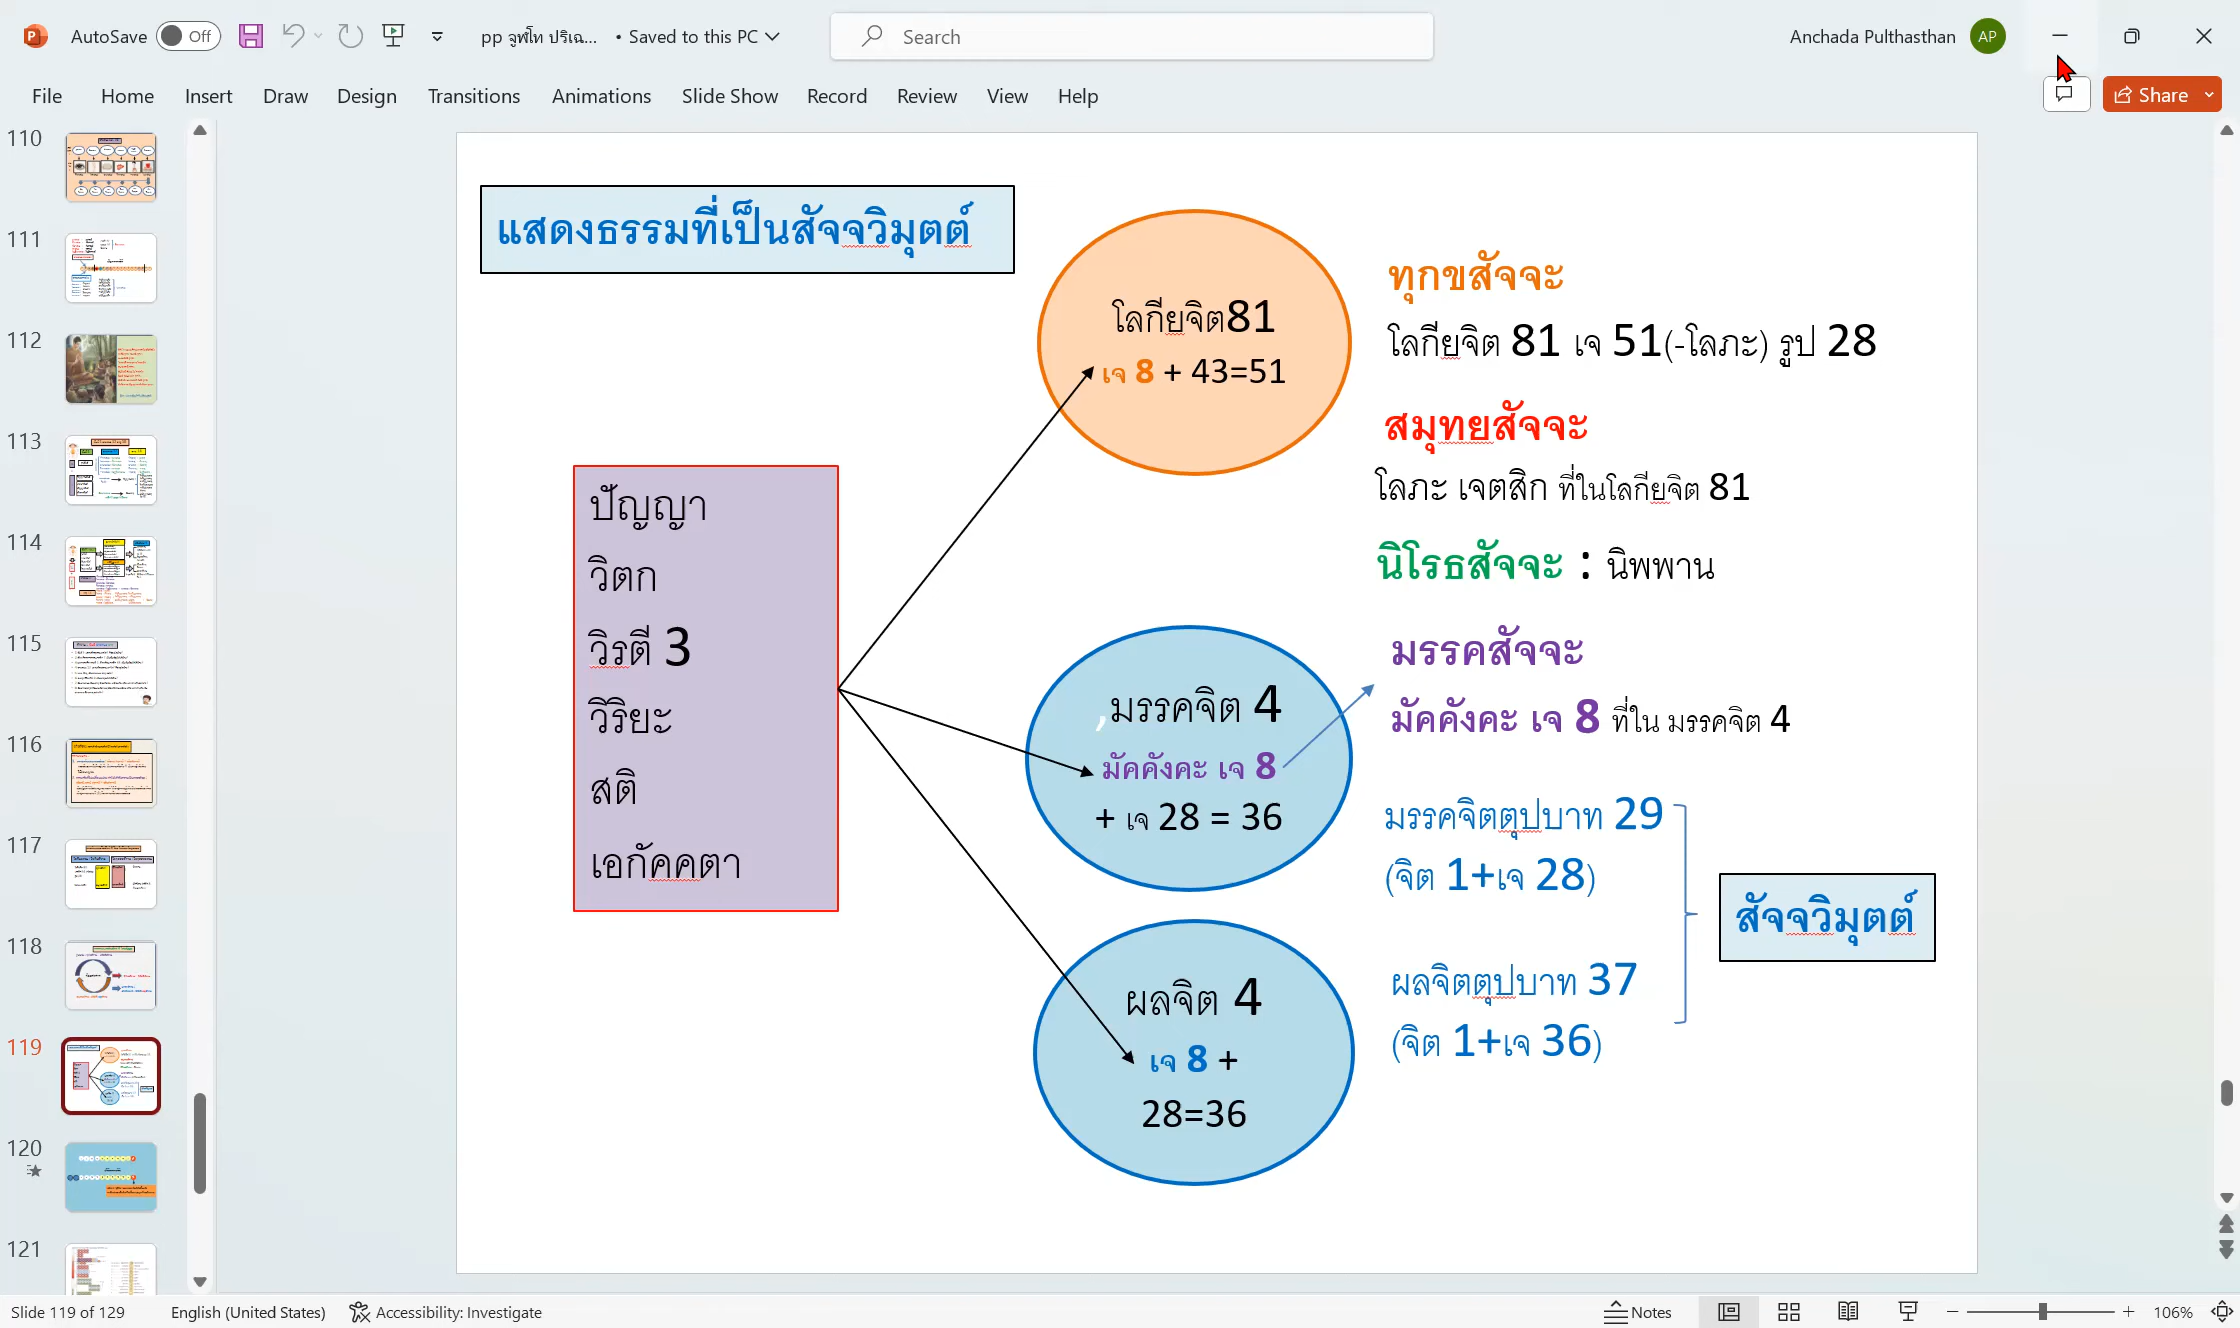 AutoSave Off
pp จูฬโท ปริเฉ... • Saved to this PC
Search
Anchada Pulthasthan AP
File Home Insert Draw Design Transitions Animations Slide Show Record Review View Help
Share
110
111
112
113
114
115
116
117
118
119
120
121
แสดงธรรมที่เป็นสัจจวิมุตต์
โลกียจิต81
เจ 8 + 43=51
ทุกขสัจจะ
โลกียจิต 81 เจ 51(-โลภะ) รูป 28
สมุทยสัจจะ
โลภะ เจตสิก ที่ในโลกียจิต 81
นิโรธสัจจะ : นิพพาน
ปัญญา
วิตก
วิรตี 3
วิริยะ
สติ
เอกัคคตา
,มรรคจิต 4
มัคคังคะ เจ 8
+ เจ 28 = 36
มรรคสัจจะ
มัคคังคะ เจ 8 ที่ใน มรรคจิต 4
มรรคจิตตุปบาท 29
(จิต 1+เจ 28)
สัจจวิมุตต์
ผลจิต 4
เจ 8 +
28=36
ผลจิตตุปบาท 37
(จิต 1+เจ 36)
Slide 119 of 129 English (United States) Accessibility: Investigate Notes 106%